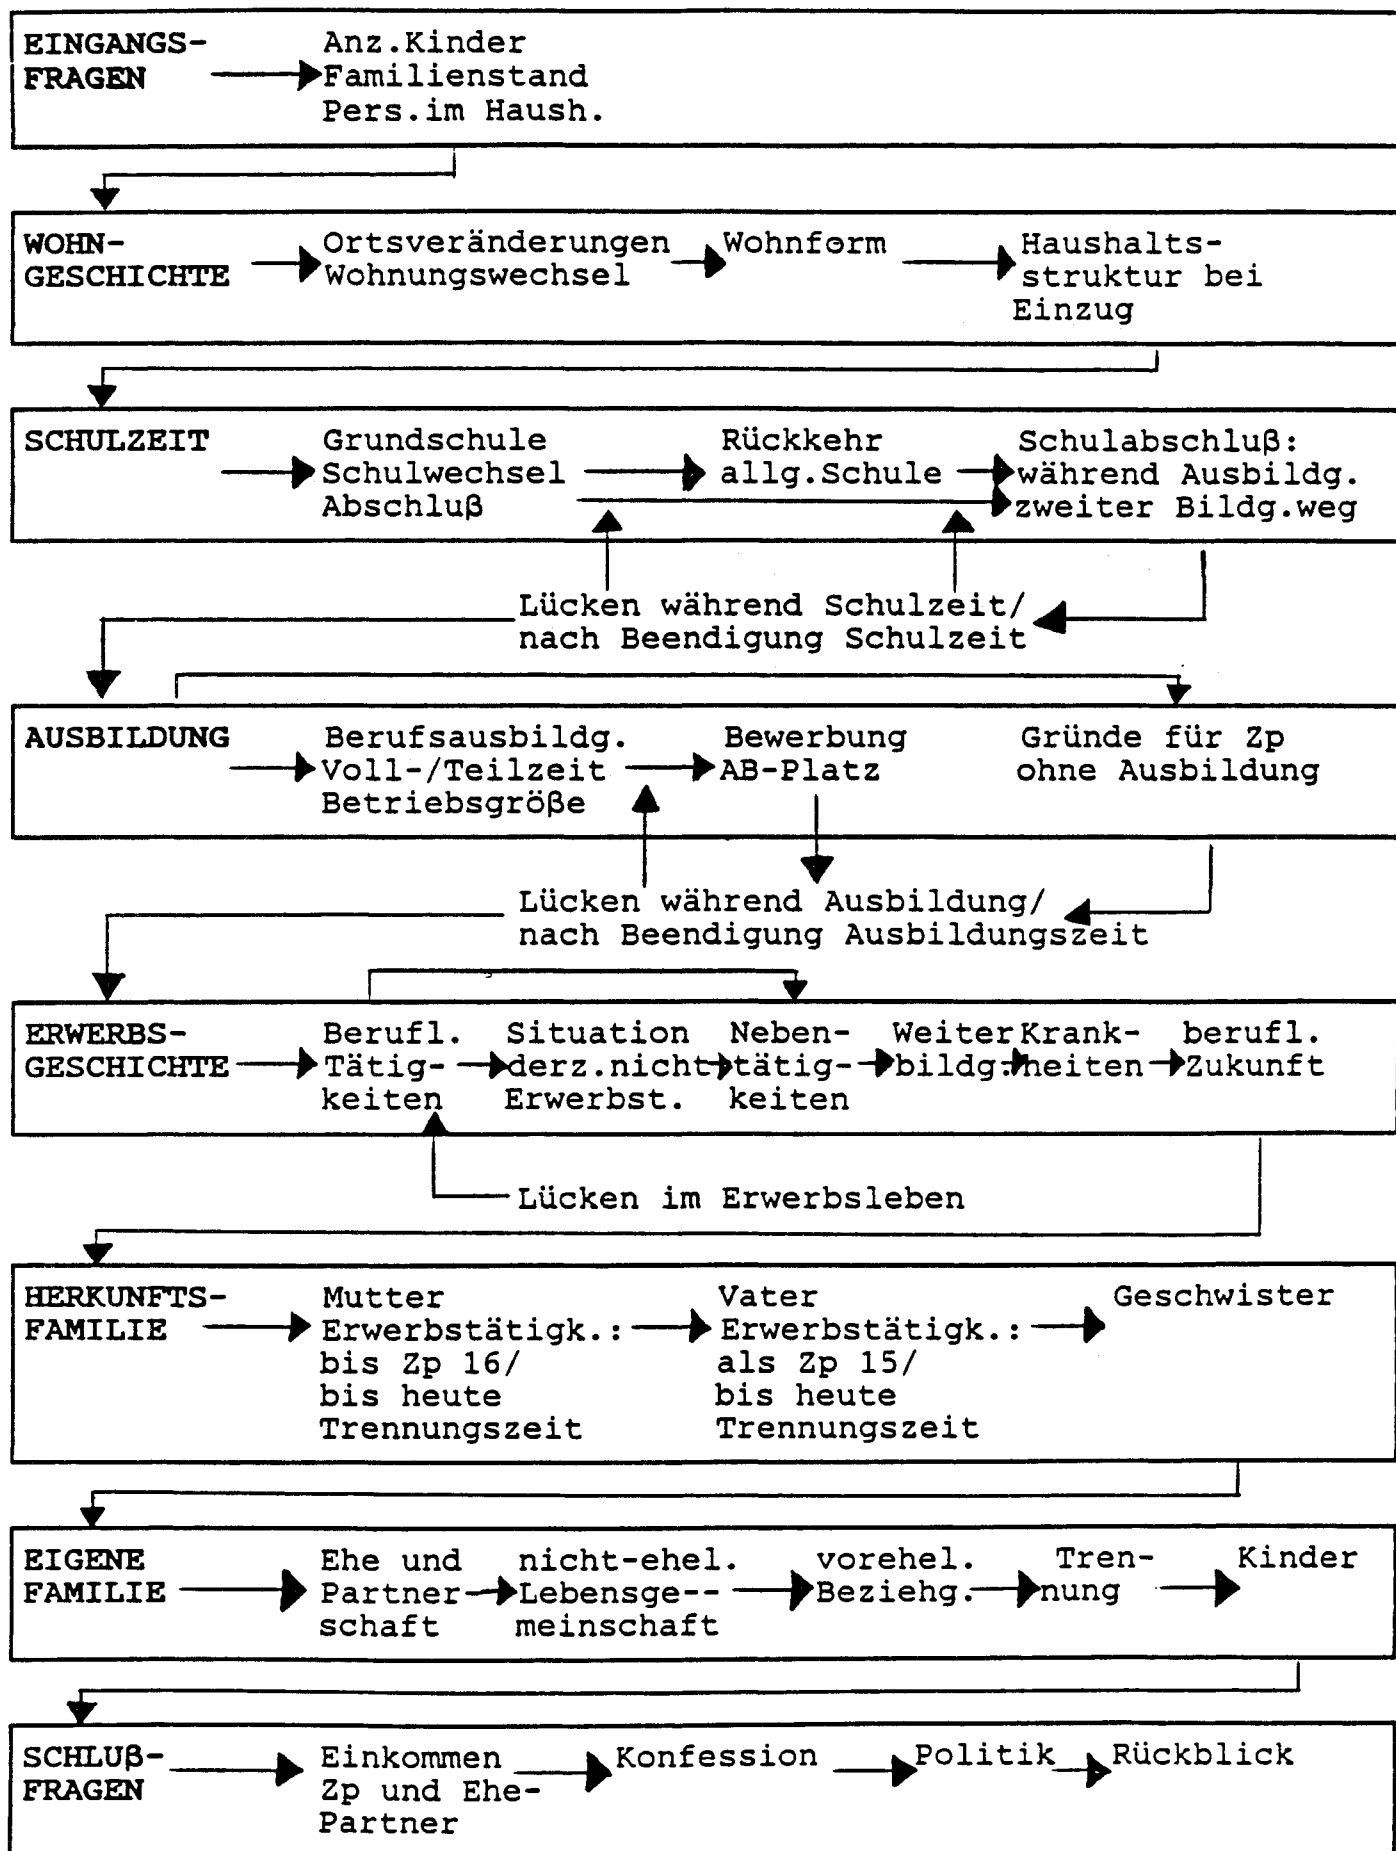 EINGANGS-
FRAGEN
Anz.Kinder
Familienstand
Pers.im Haush.
WOHN-
GESCHICHTE
Ortsveränderungen
Wohnungswechsel
Wohnform
Haushalts-
struktur bei
Einzug
SCHULZEIT
Grundschule
Schulwechsel
Abschluß
Rückkehr
allg.Schule
Schulabschluß:
während Ausbildg.
zweiter Bildg.weg
Lücken während Schulzeit/
nach Beendigung Schulzeit
AUSBILDUNG
Berufsausbildg.
Voll-/Teilzeit
Betriebsgröße
Bewerbung
AB-Platz
Gründe für Zp
ohne Ausbildung
Lücken während Ausbildung/
nach Beendigung Ausbildungszeit
ERWERBS-
GESCHICHTE
Berufl.
Tätig-
keiten
Situation
derz.nicht
Erwerbst.
Neben-
tätig-
keiten
Weiter
bildg.
Krank-
heiten
berufl.
Zukunft
Lücken im Erwerbsleben
HERKUNFTS-
FAMILIE
Mutter
Erwerbstätigk.:
bis Zp 16/
bis heute
Trennungszeit
Vater
Erwerbstätigk.:
als Zp 15/
bis heute
Trennungszeit
Geschwister
EIGENE
FAMILIE
Ehe und
Partner-
schaft
nicht-ehel.
Lebensge--
meinschaft
vorehel.
Beziehg.
Tren-
nung
Kinder
SCHLUß-
FRAGEN
Einkommen
Zp und Ehe-
Partner
Konfession
Politik
Rückblick